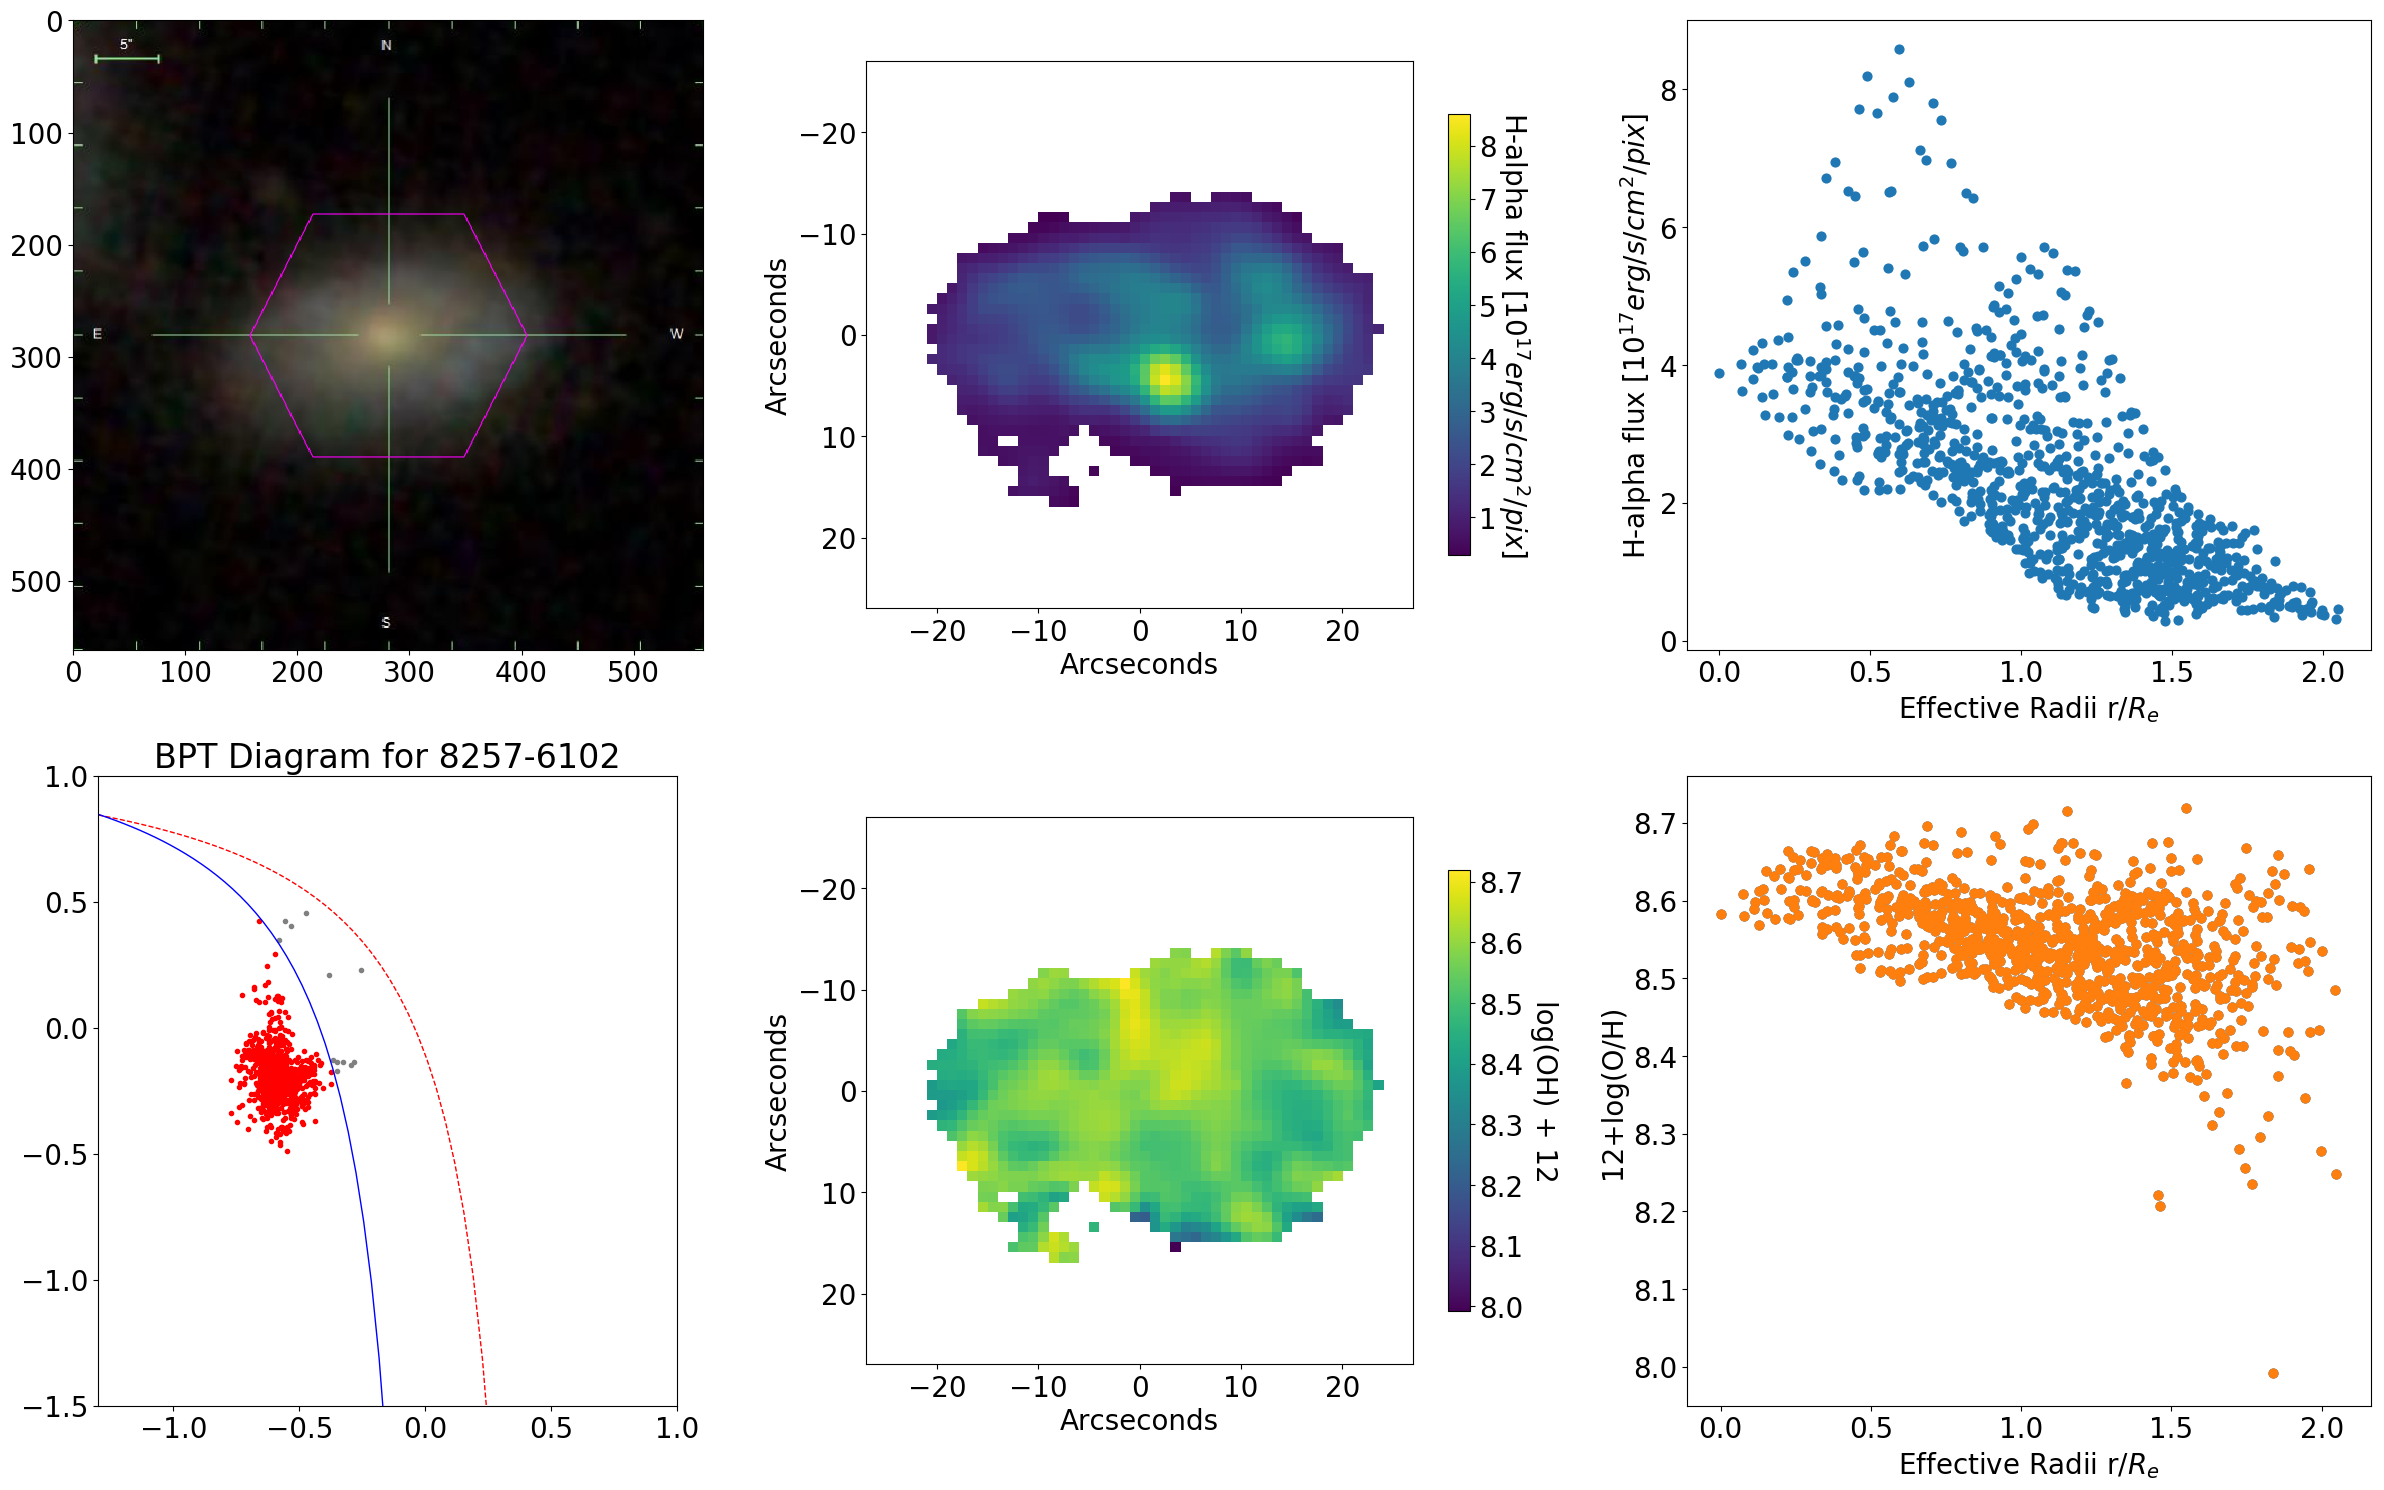 0
100
200
300
400
500
0 100 200 300 400 500
5"
N
E
W
S
−20
−10
0
10
20
−20 −10 0 10 20
Arcseconds
Arcseconds
8
7
6
5
4
3
2
1
H-alpha flux [10^17 erg/s/cm^2/pix]
H-alpha flux [10^17 erg/s/cm^2/pix]
8
6
4
2
0
0.0 0.5 1.0 1.5 2.0
Effective Radii r/R_e
BPT Diagram for 8257-6102
1.0
0.5
0.0
−0.5
−1.0
−1.5
−1.0 −0.5 0.0 0.5 1.0
−20
−10
0
10
20
−20 −10 0 10 20
Arcseconds
Arcseconds
8.7
8.6
8.5
8.4
8.3
8.2
8.1
8.0
log(OH) + 12
12+log(O/H)
8.7
8.6
8.5
8.4
8.3
8.2
8.1
8.0
0.0 0.5 1.0 1.5 2.0
Effective Radii r/R_e